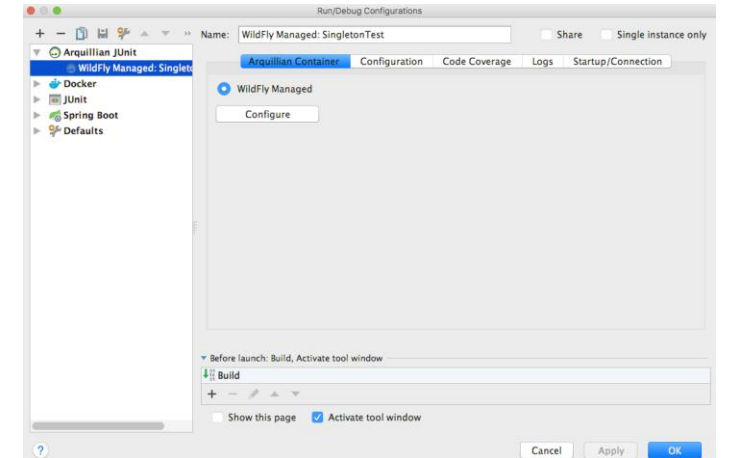 Run/Debug Configurations
Name: WildFly Managed: SingletonTest Share Single instance only
Arquillian JUnit
WildFly Managed: Singlet
Docker
JUnit
Spring Boot
Defaults
Arquillian Container Configuration Code Coverage Logs Startup/Connection
WildFly Managed
Configure
Before launch: Build, Activate tool window
Build
Show this page Activate tool window
? Cancel Apply OK